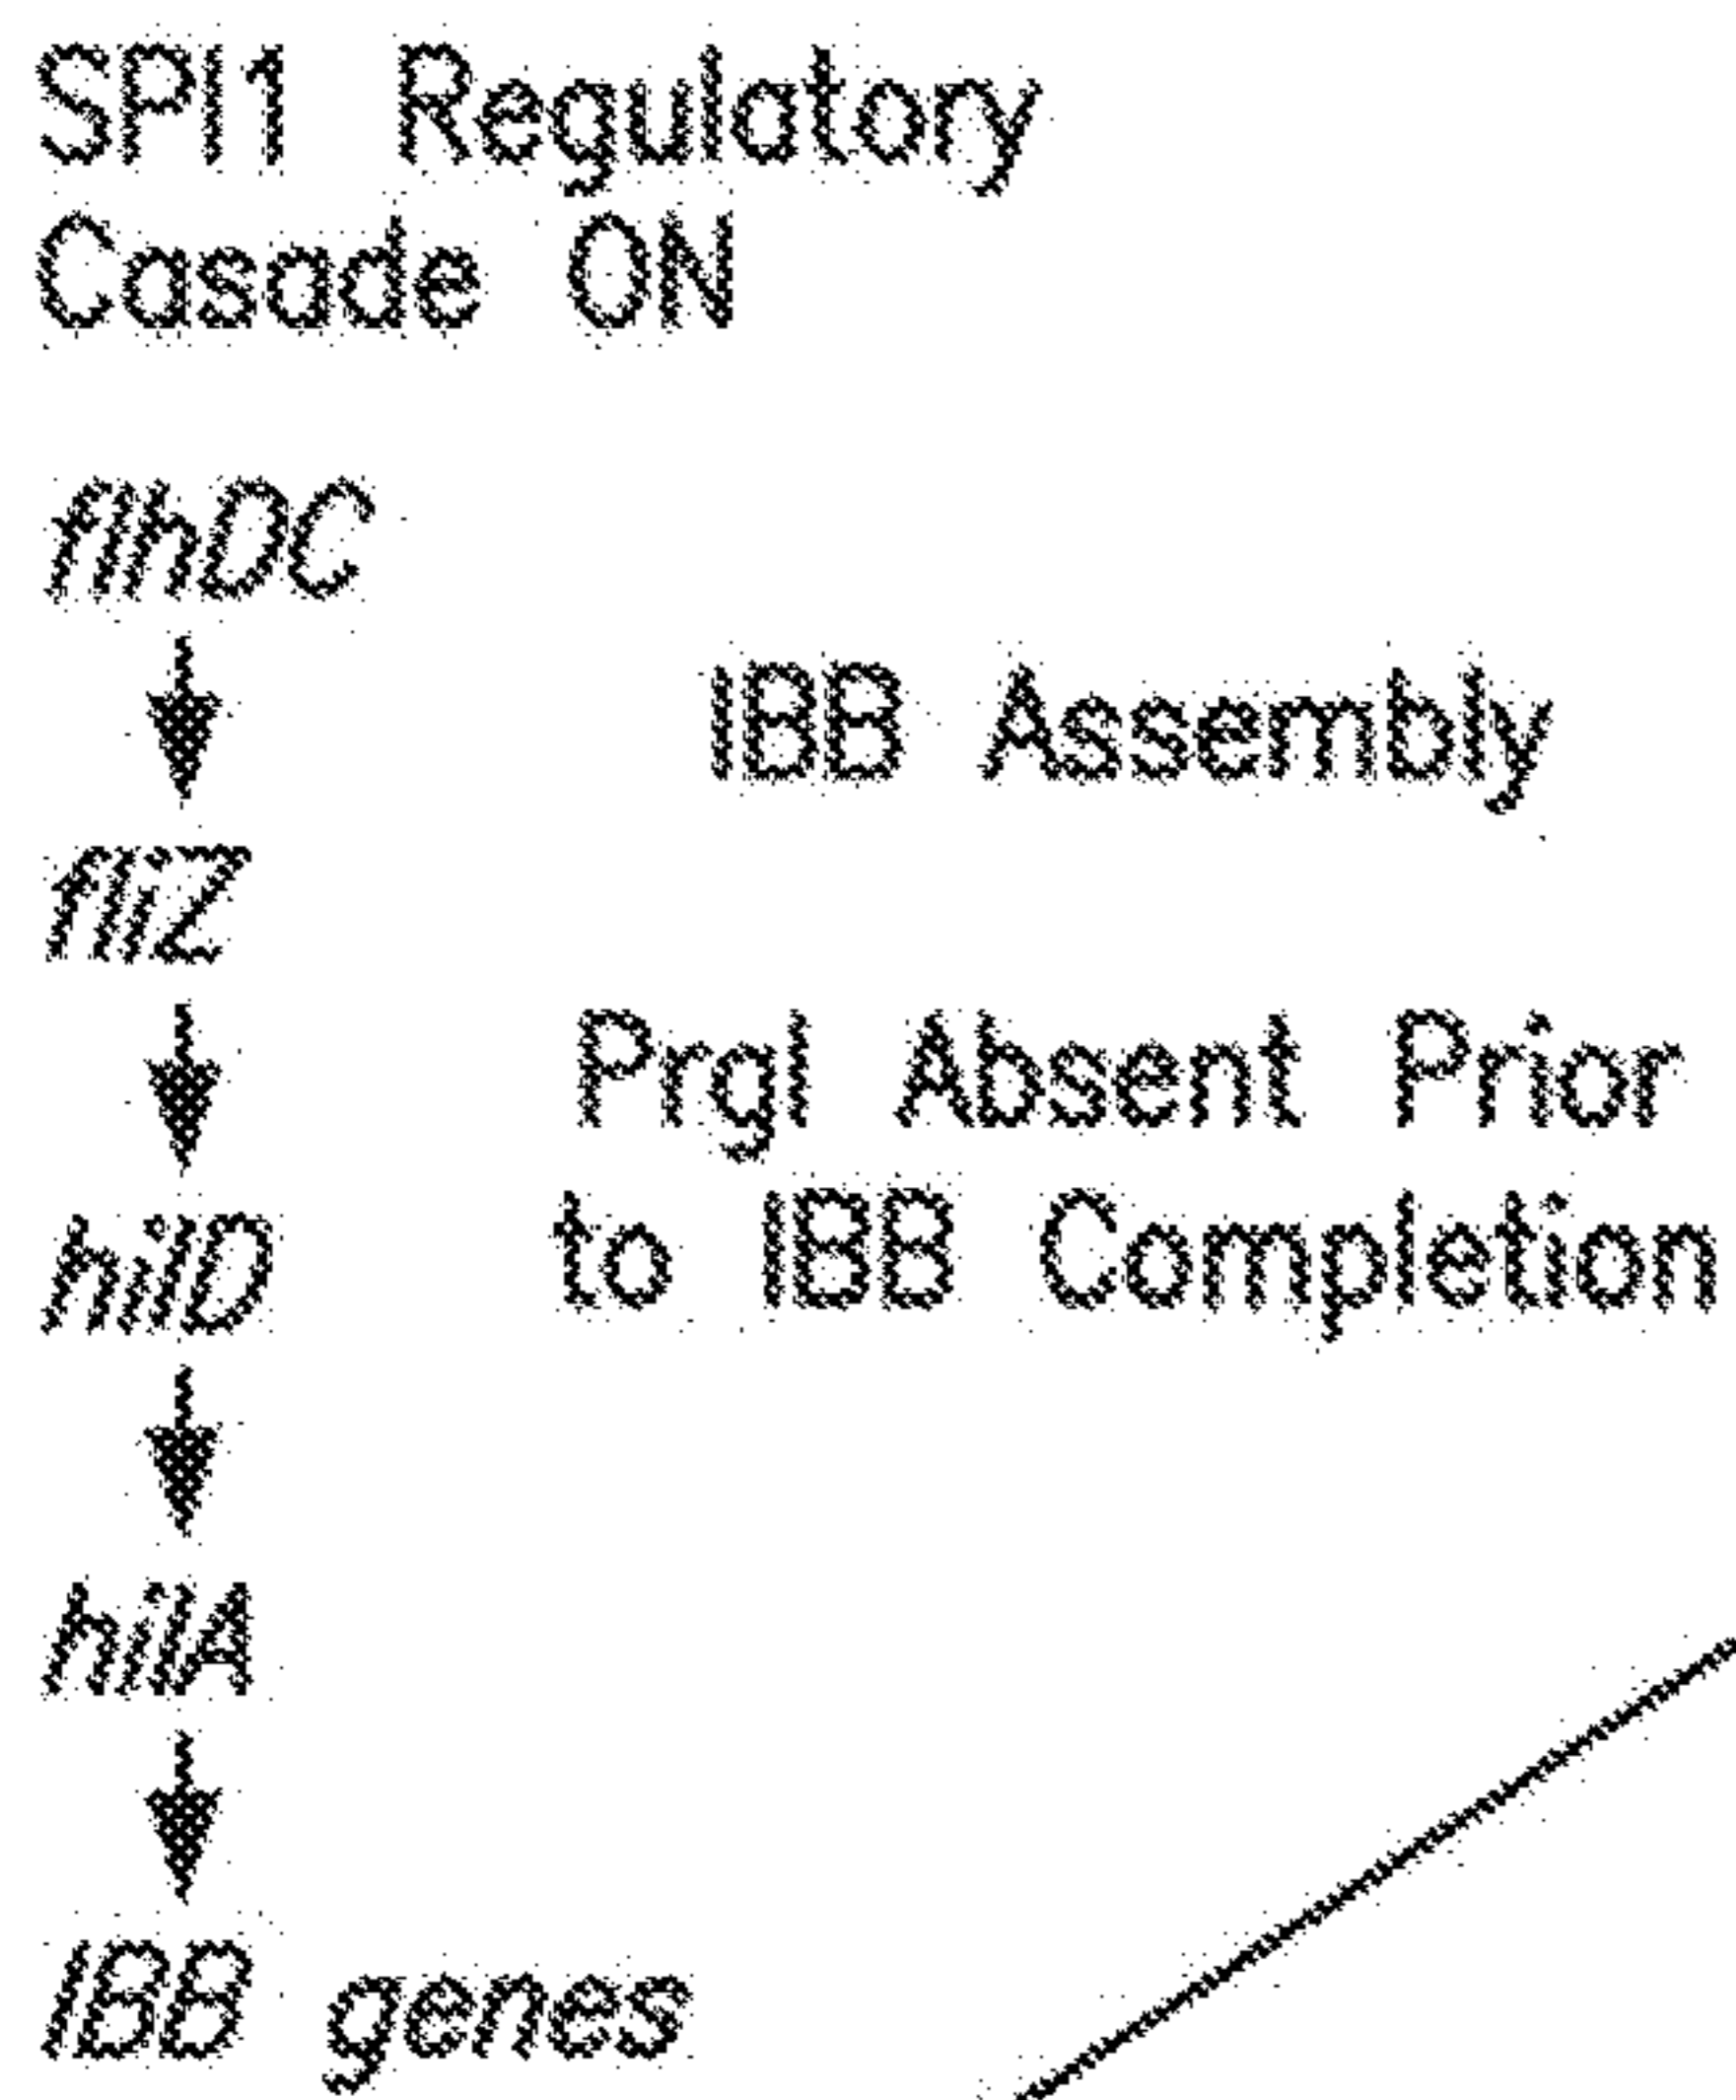 SPI1 Regulatory
Casade ON
flhDC
IBB Assembly
fliZ
PrgI Absent Prior
to IBB Completion
hilD
hilA
IBB genes